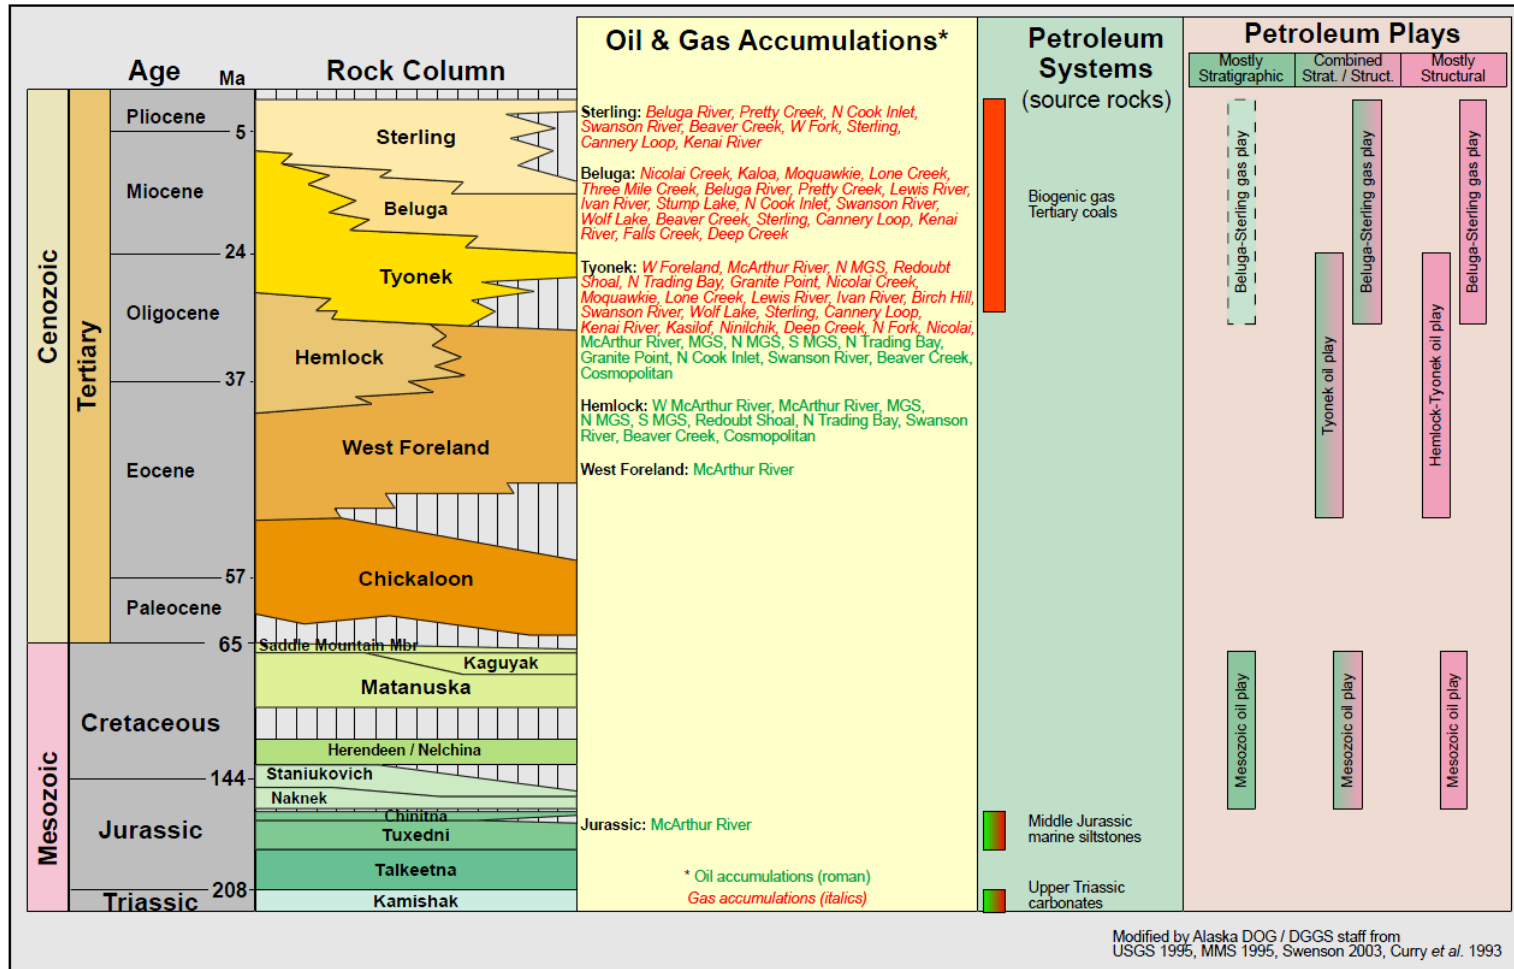 Age
Ma
Rock Column
Oil & Gas Accumulations*
Petroleum
Systems
(source rocks)
Petroleum Plays
Mostly
Stratigraphic
Combined
Strat. / Struct.
Mostly
Structural
Cenozoic
Tertiary
Pliocene
5
Miocene
24
Oligocene
37
Eocene
57
Paleocene
65
Mesozoic
Cretaceous
144
Jurassic
208
Triassic
Sterling
Beluga
Tyonek
Hemlock
West Foreland
Chickaloon
Saddle Mountain Mbr
Kaguyak
Matanuska
Herendeen / Nelchina
Staniukovich
Naknek
Chinitna
Tuxedni
Talkeetna
Kamishak
Sterling: Beluga River, Pretty Creek, N Cook Inlet,
Swanson River, Beaver Creek, W Fork, Sterling,
Cannery Loop, Kenai River
Beluga: Nicolai Creek, Kaloa, Moquawkie, Lone Creek,
Three Mile Creek, Beluga River, Pretty Creek, Lewis River,
Ivan River, Stump Lake, N Cook Inlet, Swanson River,
Wolf Lake, Beaver Creek, Sterling, Cannery Loop, Kenai
River, Falls Creek, Deep Creek
Tyonek: W Foreland, McArthur River, N MGS, Redoubt
Shoal, N Trading Bay, Granite Point, Nicolai Creek,
Moquawkie, Lone Creek, Lewis River, Ivan River, Birch Hill,
Swanson River, Wolf Lake, Sterling, Cannery Loop,
Kenai River, Kasilof, Ninilchik, Deep Creek, N Fork, Nicolai,
McArthur River, MGS, N MGS, S MGS, N Trading Bay,
Granite Point, N Cook Inlet, Swanson River, Beaver Creek,
Cosmopolitan
Hemlock: W McArthur River, McArthur River, MGS,
N MGS, S MGS, Redoubt Shoal, N Trading Bay, Swanson
River, Beaver Creek, Cosmopolitan
West Foreland: McArthur River
Jurassic: McArthur River
* Oil accumulations (roman)
Gas accumulations (italics)
Biogenic gas
Tertiary coals
Middle Jurassic
marine siltstones
Upper Triassic
carbonates
Beluga-Sterling gas play
Beluga-Sterling gas play
Beluga-Sterling gas play
Tyonek oil play
Hemlock-Tyonek oil play
Mesozoic oil play
Mesozoic oil play
Mesozoic oil play
Modified by Alaska DOG / DGGS staff from
USGS 1995, MMS 1995, Swenson 2003, Curry et al. 1993